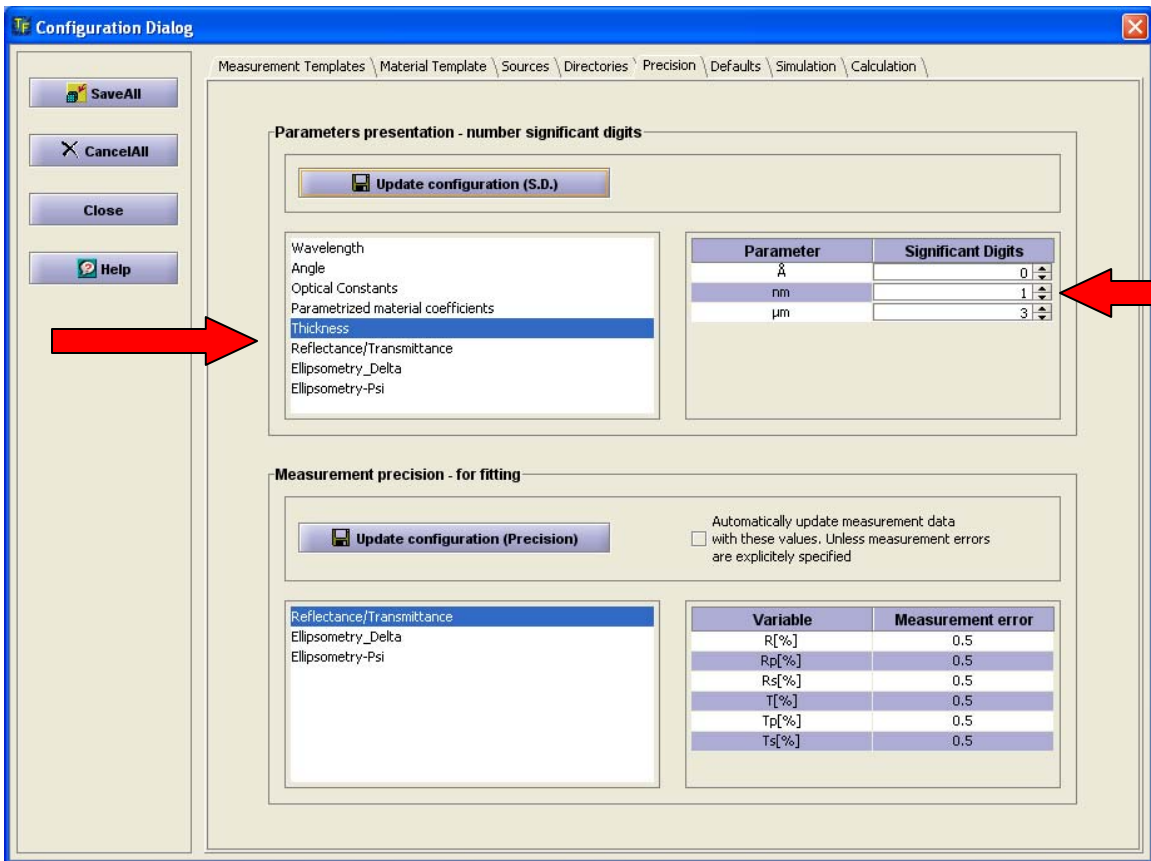 TF Configuration Dialog
SaveAll
CancelAll
Close
Help
Measurement Templates \ Material Template \ Sources \ Directories \ Precision \ Defaults \ Simulation \ Calculation \
Parameters presentation - number significant digits
Update configuration (S.D.)
Wavelength
Angle
Optical Constants
Parametrized material coefficients
Thickness
Reflectance/Transmittance
Ellipsometry_Delta
Ellipsometry-Psi
Parameter Significant Digits
Å 0
nm 1
µm 3
Measurement precision - for fitting
Update configuration (Precision)
Automatically update measurement data
with these values. Unless measurement errors
are explicitely specified
Reflectance/Transmittance
Ellipsometry_Delta
Ellipsometry-Psi
Variable Measurement error
R[%] 0.5
Rp[%] 0.5
Rs[%] 0.5
T[%] 0.5
Tp[%] 0.5
Ts[%] 0.5